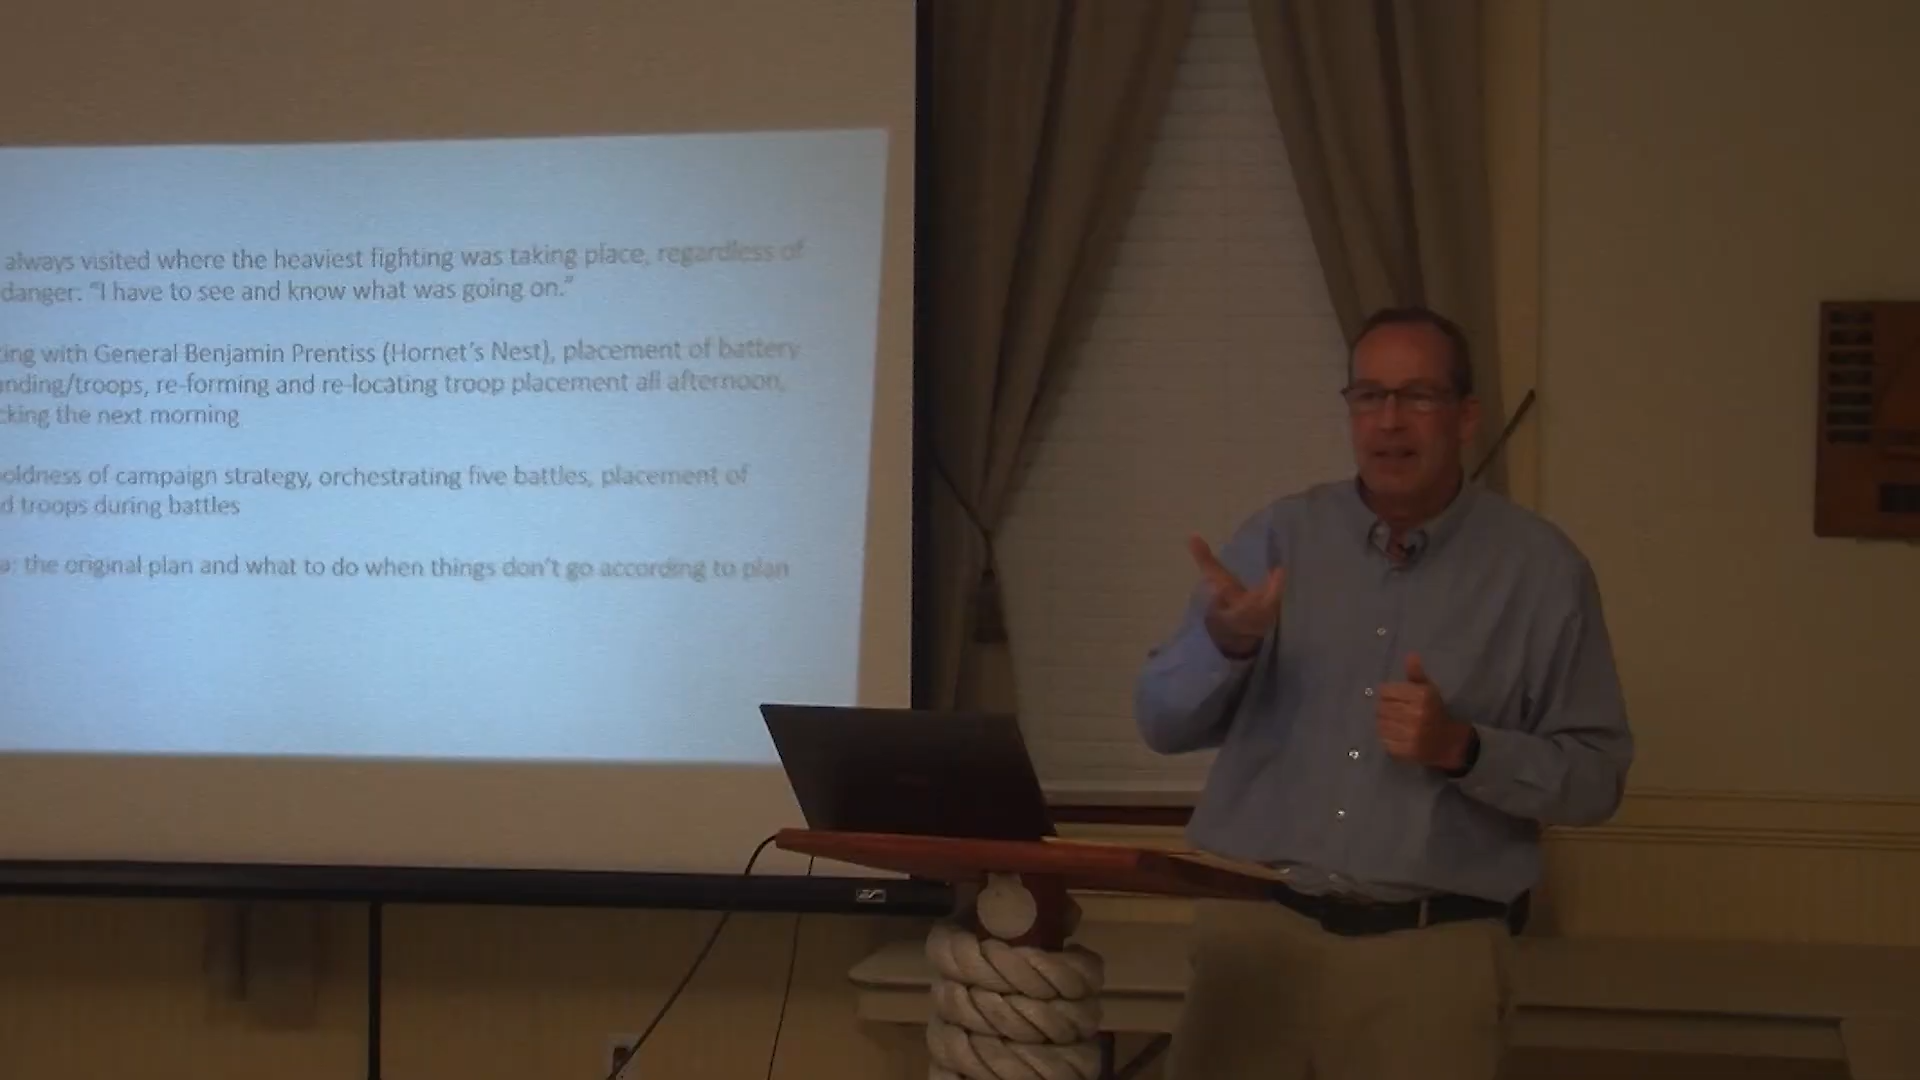 always visited where the heaviest fighting was taking place, regardless of
danger: "I have to see and know what was going on."
ing with General Benjamin Prentiss (Hornet's Nest), placement of battery
nding/troops, re-forming and re-locating troop placement all afternoon,
cking the next morning
oldness of campaign strategy, orchestrating five battles, placement of
d troops during battles
a: the original plan and what to do when things don't go according to plan